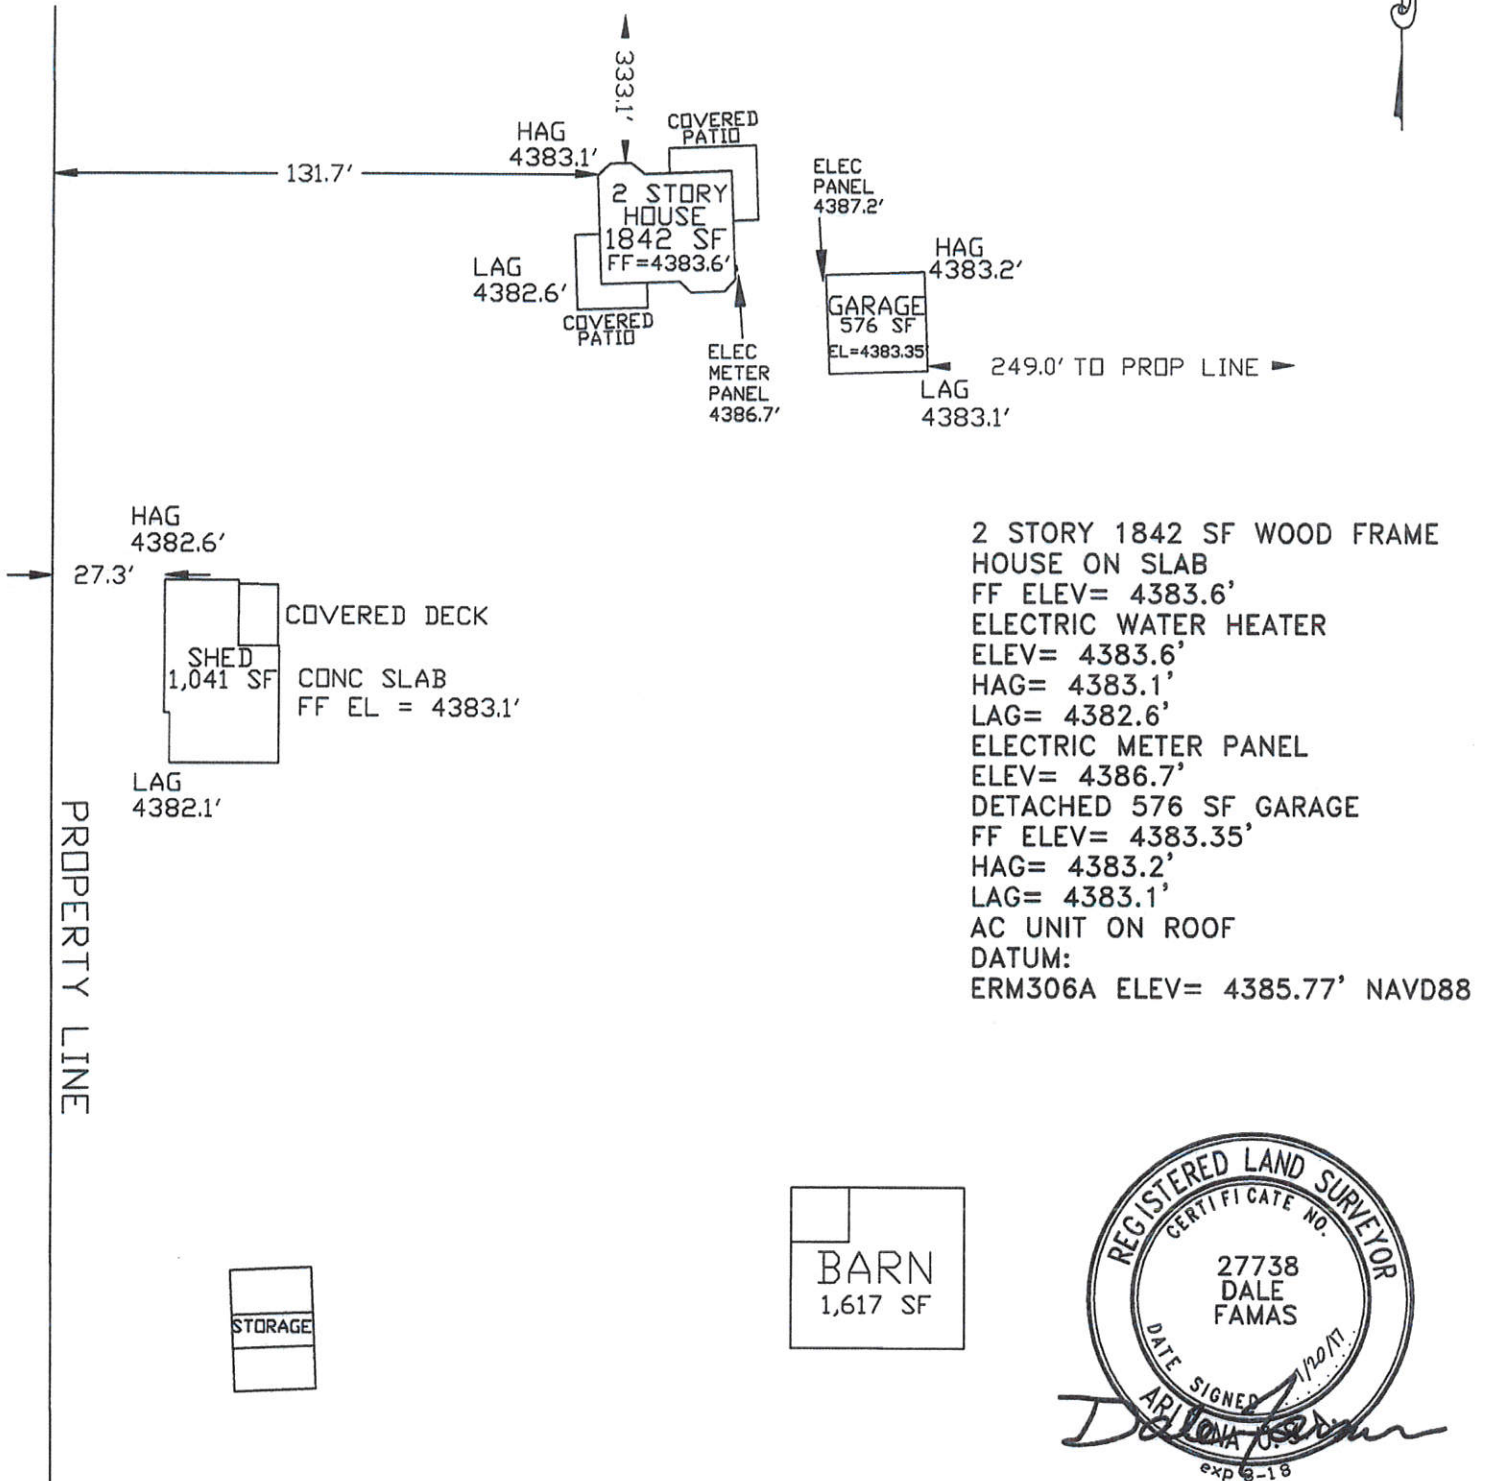 333.1'
HAG
4383.1'
COVERED
PATIO
131.7'
2 STORY
HOUSE
1842 SF
FF=4383.6'
ELEC
PANEL
4387.2'
LAG
4382.6'
HAG
4383.2'
COVERED
PATIO
GARAGE
576 SF
EL=4383.35
ELEC
METER
PANEL
4386.7'
249.0' TO PROP LINE
LAG
4383.1'
HAG
4382.6'
27.3'
COVERED DECK
SHED
1,041 SF
CONC SLAB
FF EL = 4383.1'
LAG
4382.1'
PROPERTY LINE
2 STORY 1842 SF WOOD FRAME
HOUSE ON SLAB
FF ELEV= 4383.6'
ELECTRIC WATER HEATER
ELEV= 4383.6'
HAG= 4383.1'
LAG= 4382.6'
ELECTRIC METER PANEL
ELEV= 4386.7'
DETACHED 576 SF GARAGE
FF ELEV= 4383.35'
HAG= 4383.2'
LAG= 4383.1'
AC UNIT ON ROOF
DATUM:
ERM306A ELEV= 4385.77' NAVD88
STORAGE
BARN
1,617 SF
REGISTERED LAND SURVEYOR
CERTIFICATE NO.
27738
DALE
FAMAS
DATE SIGNED 1/20/17
Dale Famas